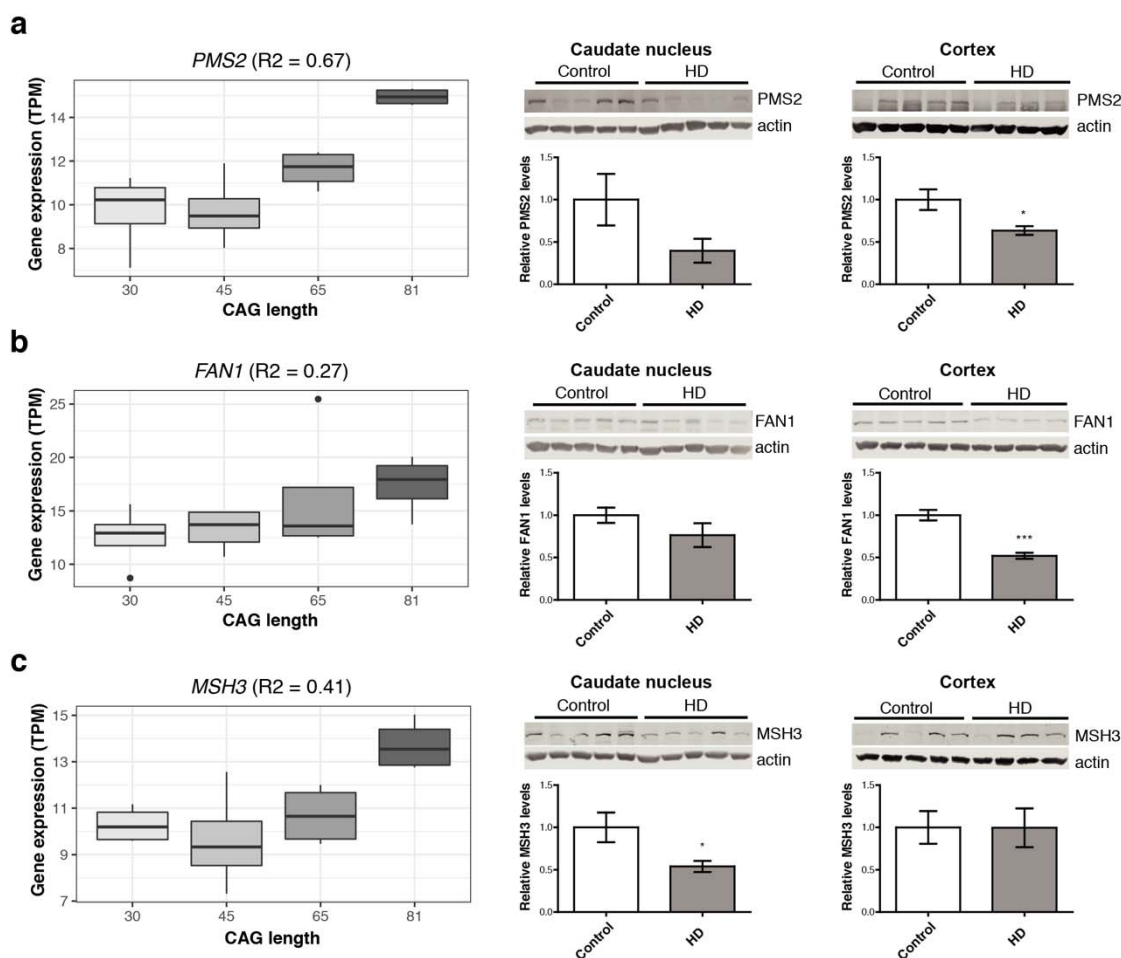 a
PMS2 (R2 = 0.67)
Gene expression (TPM)
14
12
10
8
30 45 65 81
CAG length
Caudate nucleus
Control HD
PMS2
actin
Relative PMS2 levels
1.5
1.0
0.5
0.0
Control HD
Cortex
Control HD
PMS2
actin
Relative PMS2 levels
1.5
1.0
0.5
0.0
*
Control HD
b
FAN1 (R2 = 0.27)
Gene expression (TPM)
25
20
15
10
30 45 65 81
CAG length
Caudate nucleus
Control HD
FAN1
actin
Relative FAN1 levels
1.5
1.0
0.5
0.0
Control HD
Cortex
Control HD
FAN1
actin
Relative FAN1 levels
1.5
1.0
0.5
0.0
***
Control HD
c
MSH3 (R2 = 0.41)
Gene expression (TPM)
15
13
11
9
7
30 45 65 81
CAG length
Caudate nucleus
Control HD
MSH3
actin
Relative MSH3 levels
1.5
1.0
0.5
0.0
*
Control HD
Cortex
Control HD
MSH3
actin
Relative MSH3 levels
1.5
1.0
0.5
0.0
Control HD